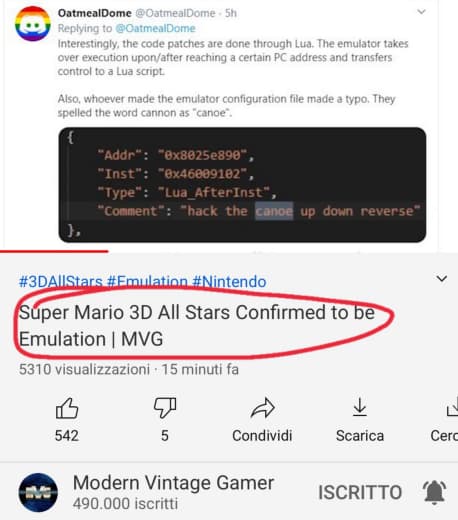 OatmealDome @OatmealDome · 5h
Replying to @OatmealDome
Interestingly, the code patches are done through Lua. The emulator takes
over execution upon/after reaching a certain PC address and transfers
control to a Lua script.
Also, whoever made the emulator configuration file made a typo. They
spelled the word cannon as "canoe".
{
"Addr": "0x8025e890",
"Inst": "0x46009102",
"Type": "Lua_AfterInst",
"Comment": "hack the canoe up down reverse"
},
#3DAllStars #Emulation #Nintendo
Super Mario 3D All Stars Confirmed to be
Emulation | MVG
5310 visualizzazioni · 15 minuti fa
542 5 Condividi Scarica Cerc
Modern Vintage Gamer
490.000 iscritti
ISCRITTO